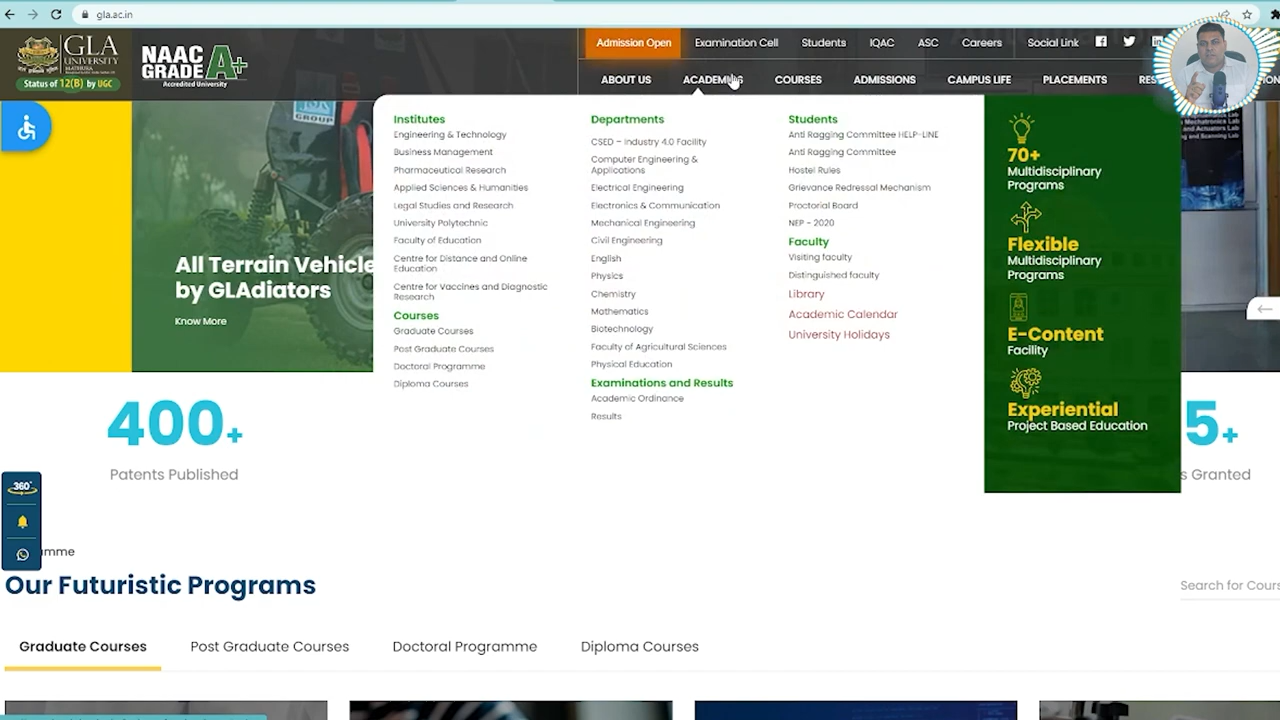 gla.ac.in
GLA
UNIVERSITY
MATHURA
Status of 12(B) by UGC
NAAC
GRADE A+
Accredited University
Admission Open
Examination Cell
Students
IQAC
ASC
Careers
Social Link
ABOUT US
COURSES
ADMISSIONS
CAMPUS LIFE
PLACEMENTS
Institutes
Engineering & Technology
Business Management
Pharmaceutical Research
Applied Sciences & Humanities
Legal Studies and Research
University Polytechnic
Faculty of Education
Centre for Distance and Online
Education
Centre for Vaccines and Diagnostic
Research
Courses
Graduate Courses
Post Graduate Courses
Doctoral Programme
Diploma Courses
Departments
CSED – Industry 4.0 Facility
Computer Engineering &
Applications
Electrical Engineering
Electronics & Communication
Mechanical Engineering
Civil Engineering
English
Physics
Chemistry
Mathematics
Biotechnology
Faculty of Agricultural Sciences
Physical Education
Examinations and Results
Academic Ordinance
Results
Students
Anti Ragging Committee HELP-LINE
Anti Ragging Committee
Hostel Rules
Grievance Redressal Mechanism
Proctorial Board
NEP - 2020
Faculty
Visiting faculty
Distinguished faculty
Library
Academic Calendar
University Holidays
70+
Multidisciplinary
Programs
Flexible
Multidisciplinary
Programs
E-Content
Facility
Experiential
Project Based Education
GROUP
All Terrain Vehicle
by GLAdiators
Know More
400+
Patents Published
5+
s Granted
360°
amme
Our Futuristic Programs
Search for Cours
Graduate Courses
Post Graduate Courses
Doctoral Programme
Diploma Courses